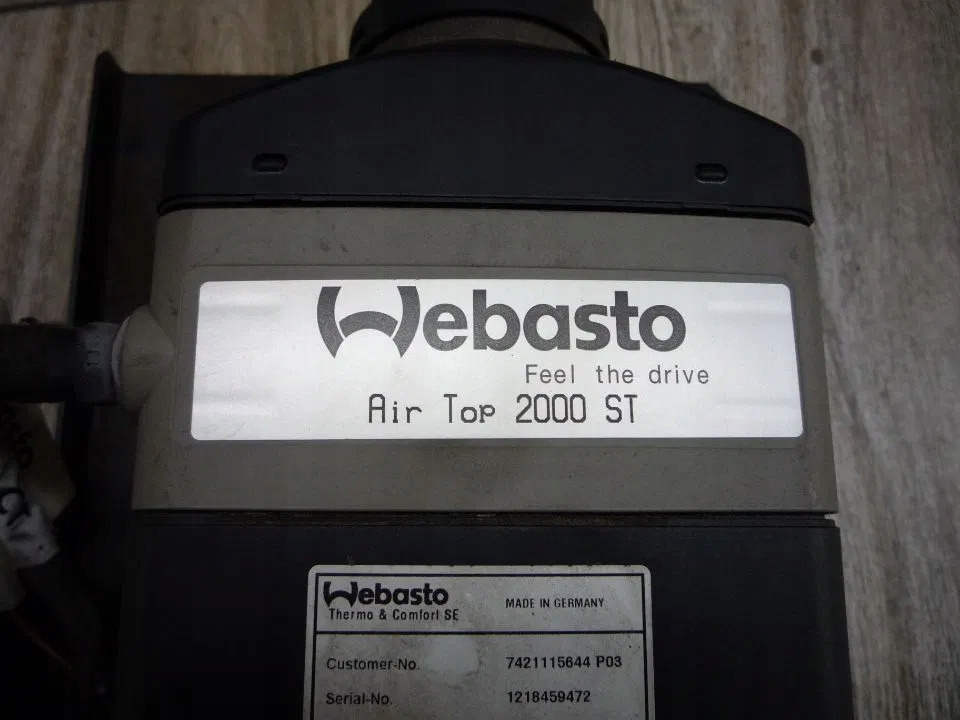 Webasto
Feel the drive
Air Top 2000 ST
Webasto
Thermo & Comfort SE MADE IN GERMANY
Customer-No. 7421115644 P03
Serial-No. 1218459472